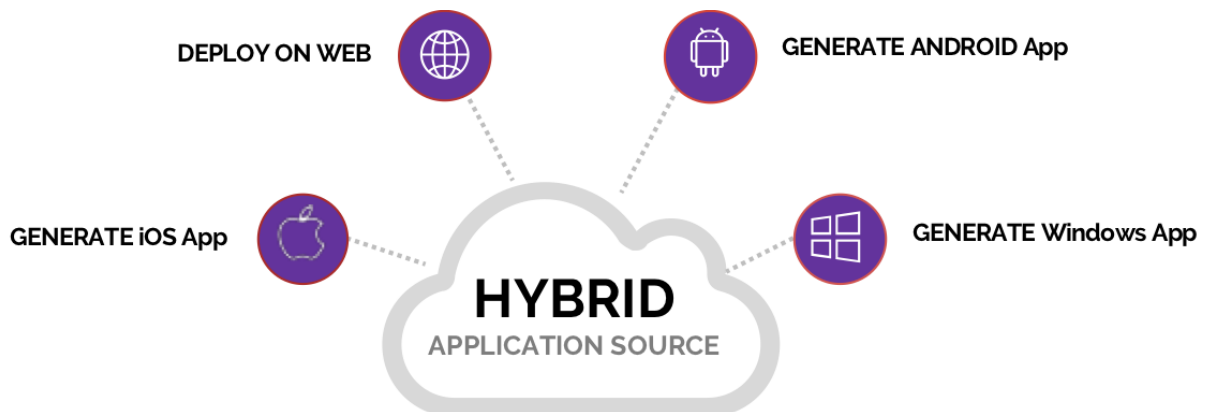 DEPLOY ON WEB
GENERATE ANDROID App
GENERATE iOS App
GENERATE Windows App
HYBRID
APPLICATION SOURCE